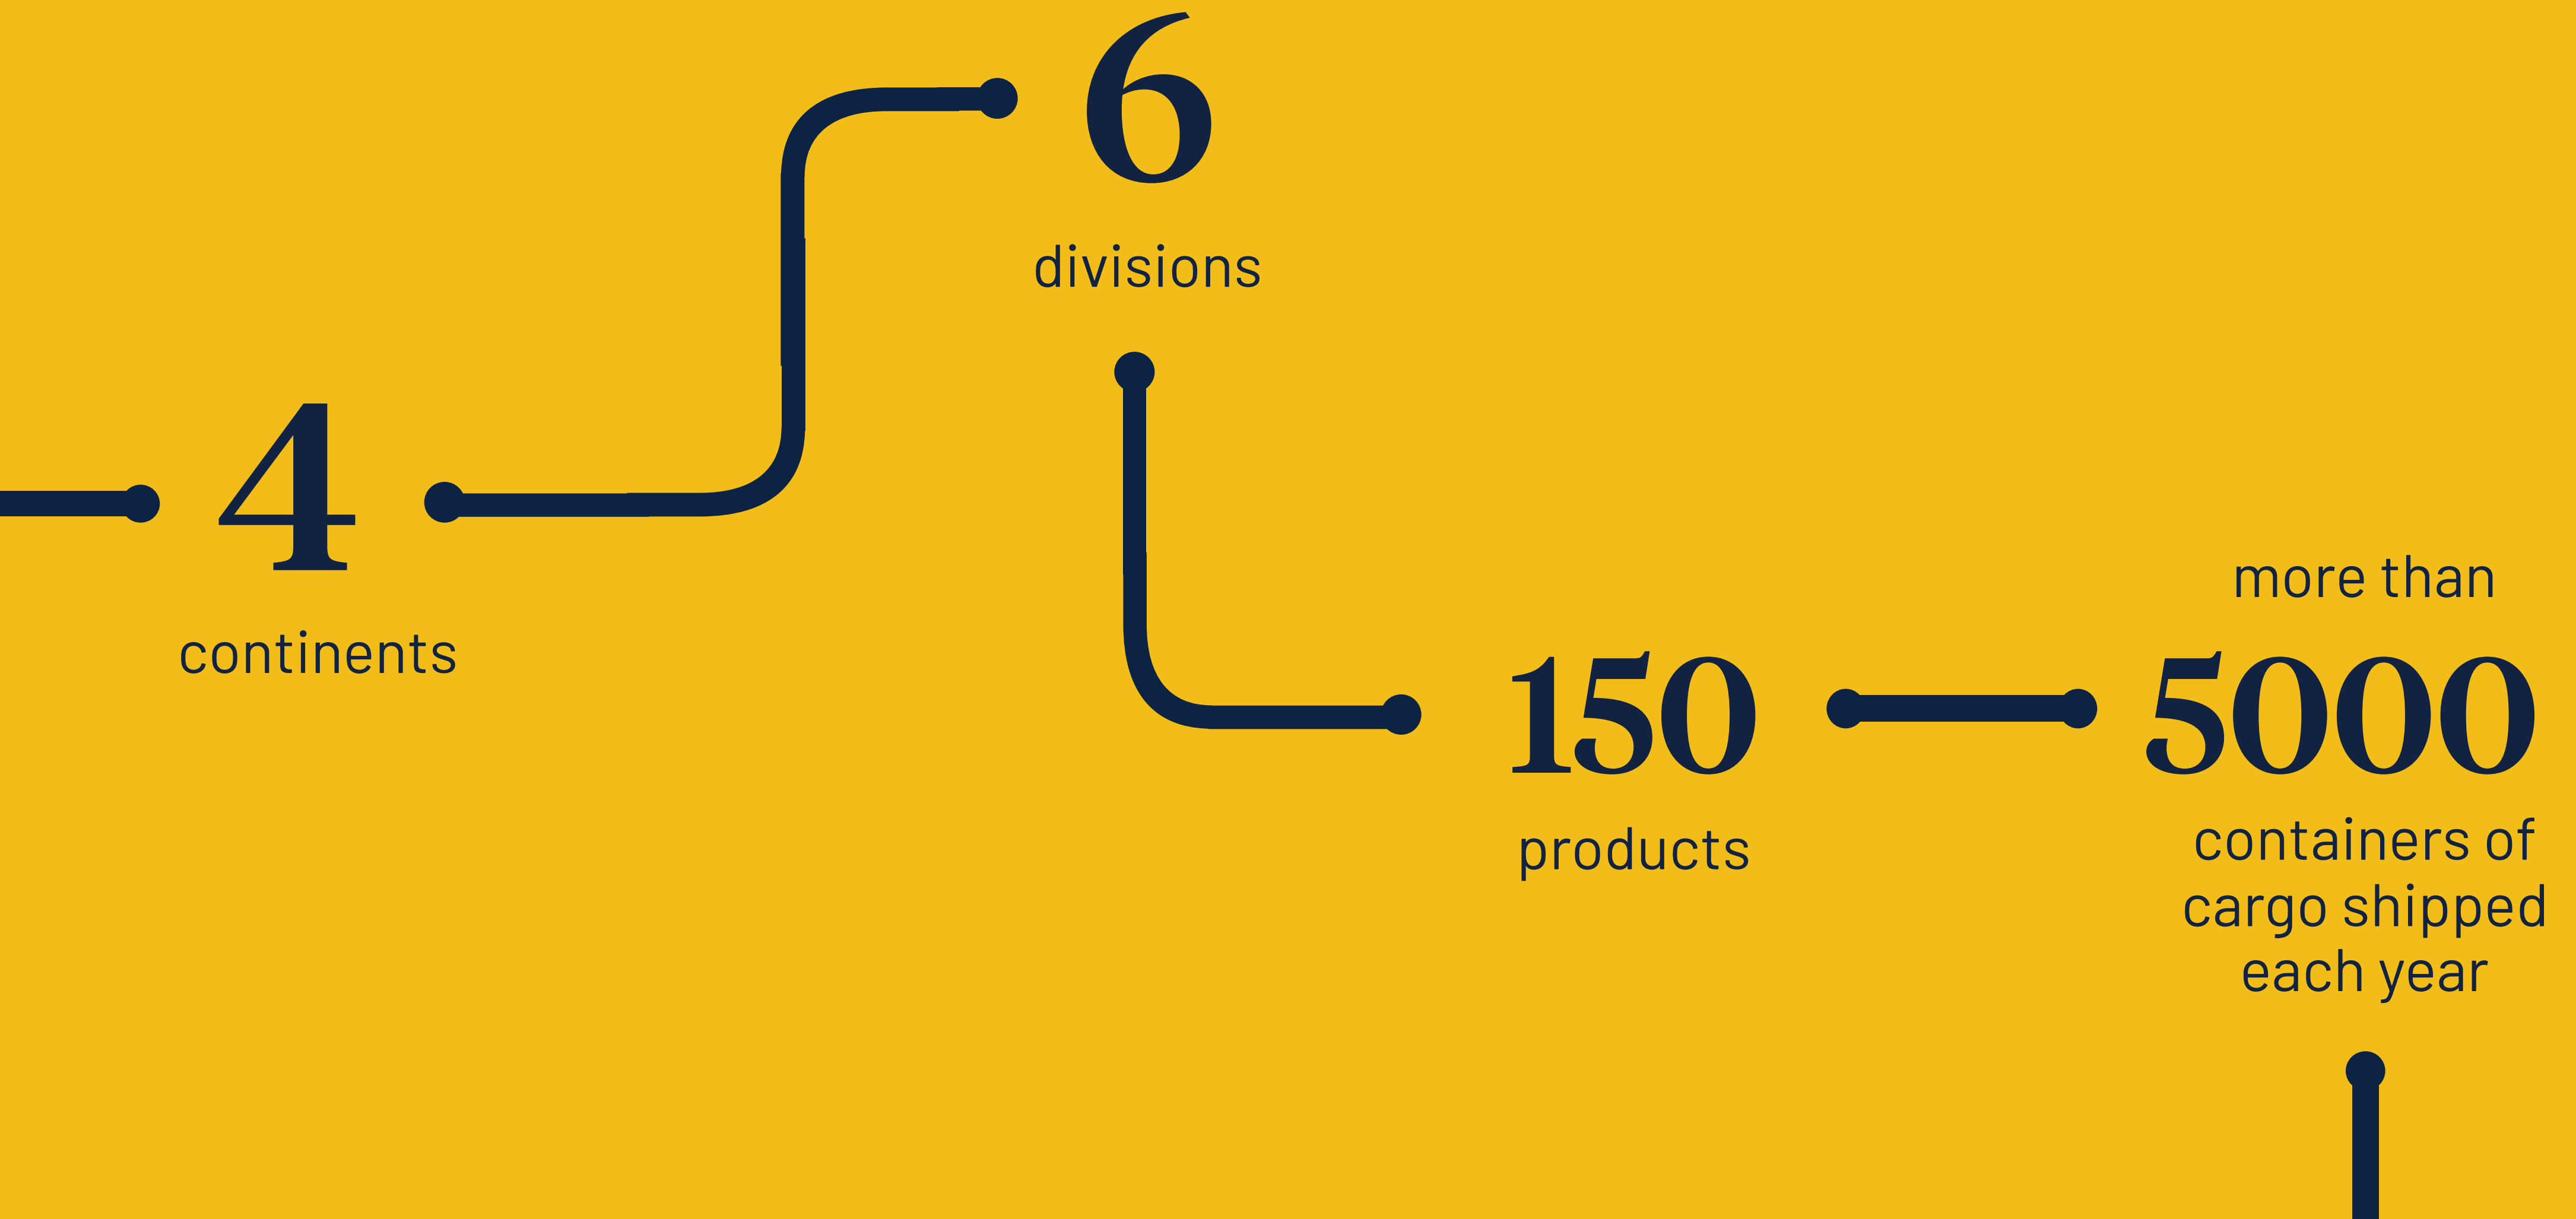 4
continents
6
divisions
150
products
more than
5000
containers of
cargo shipped
each year